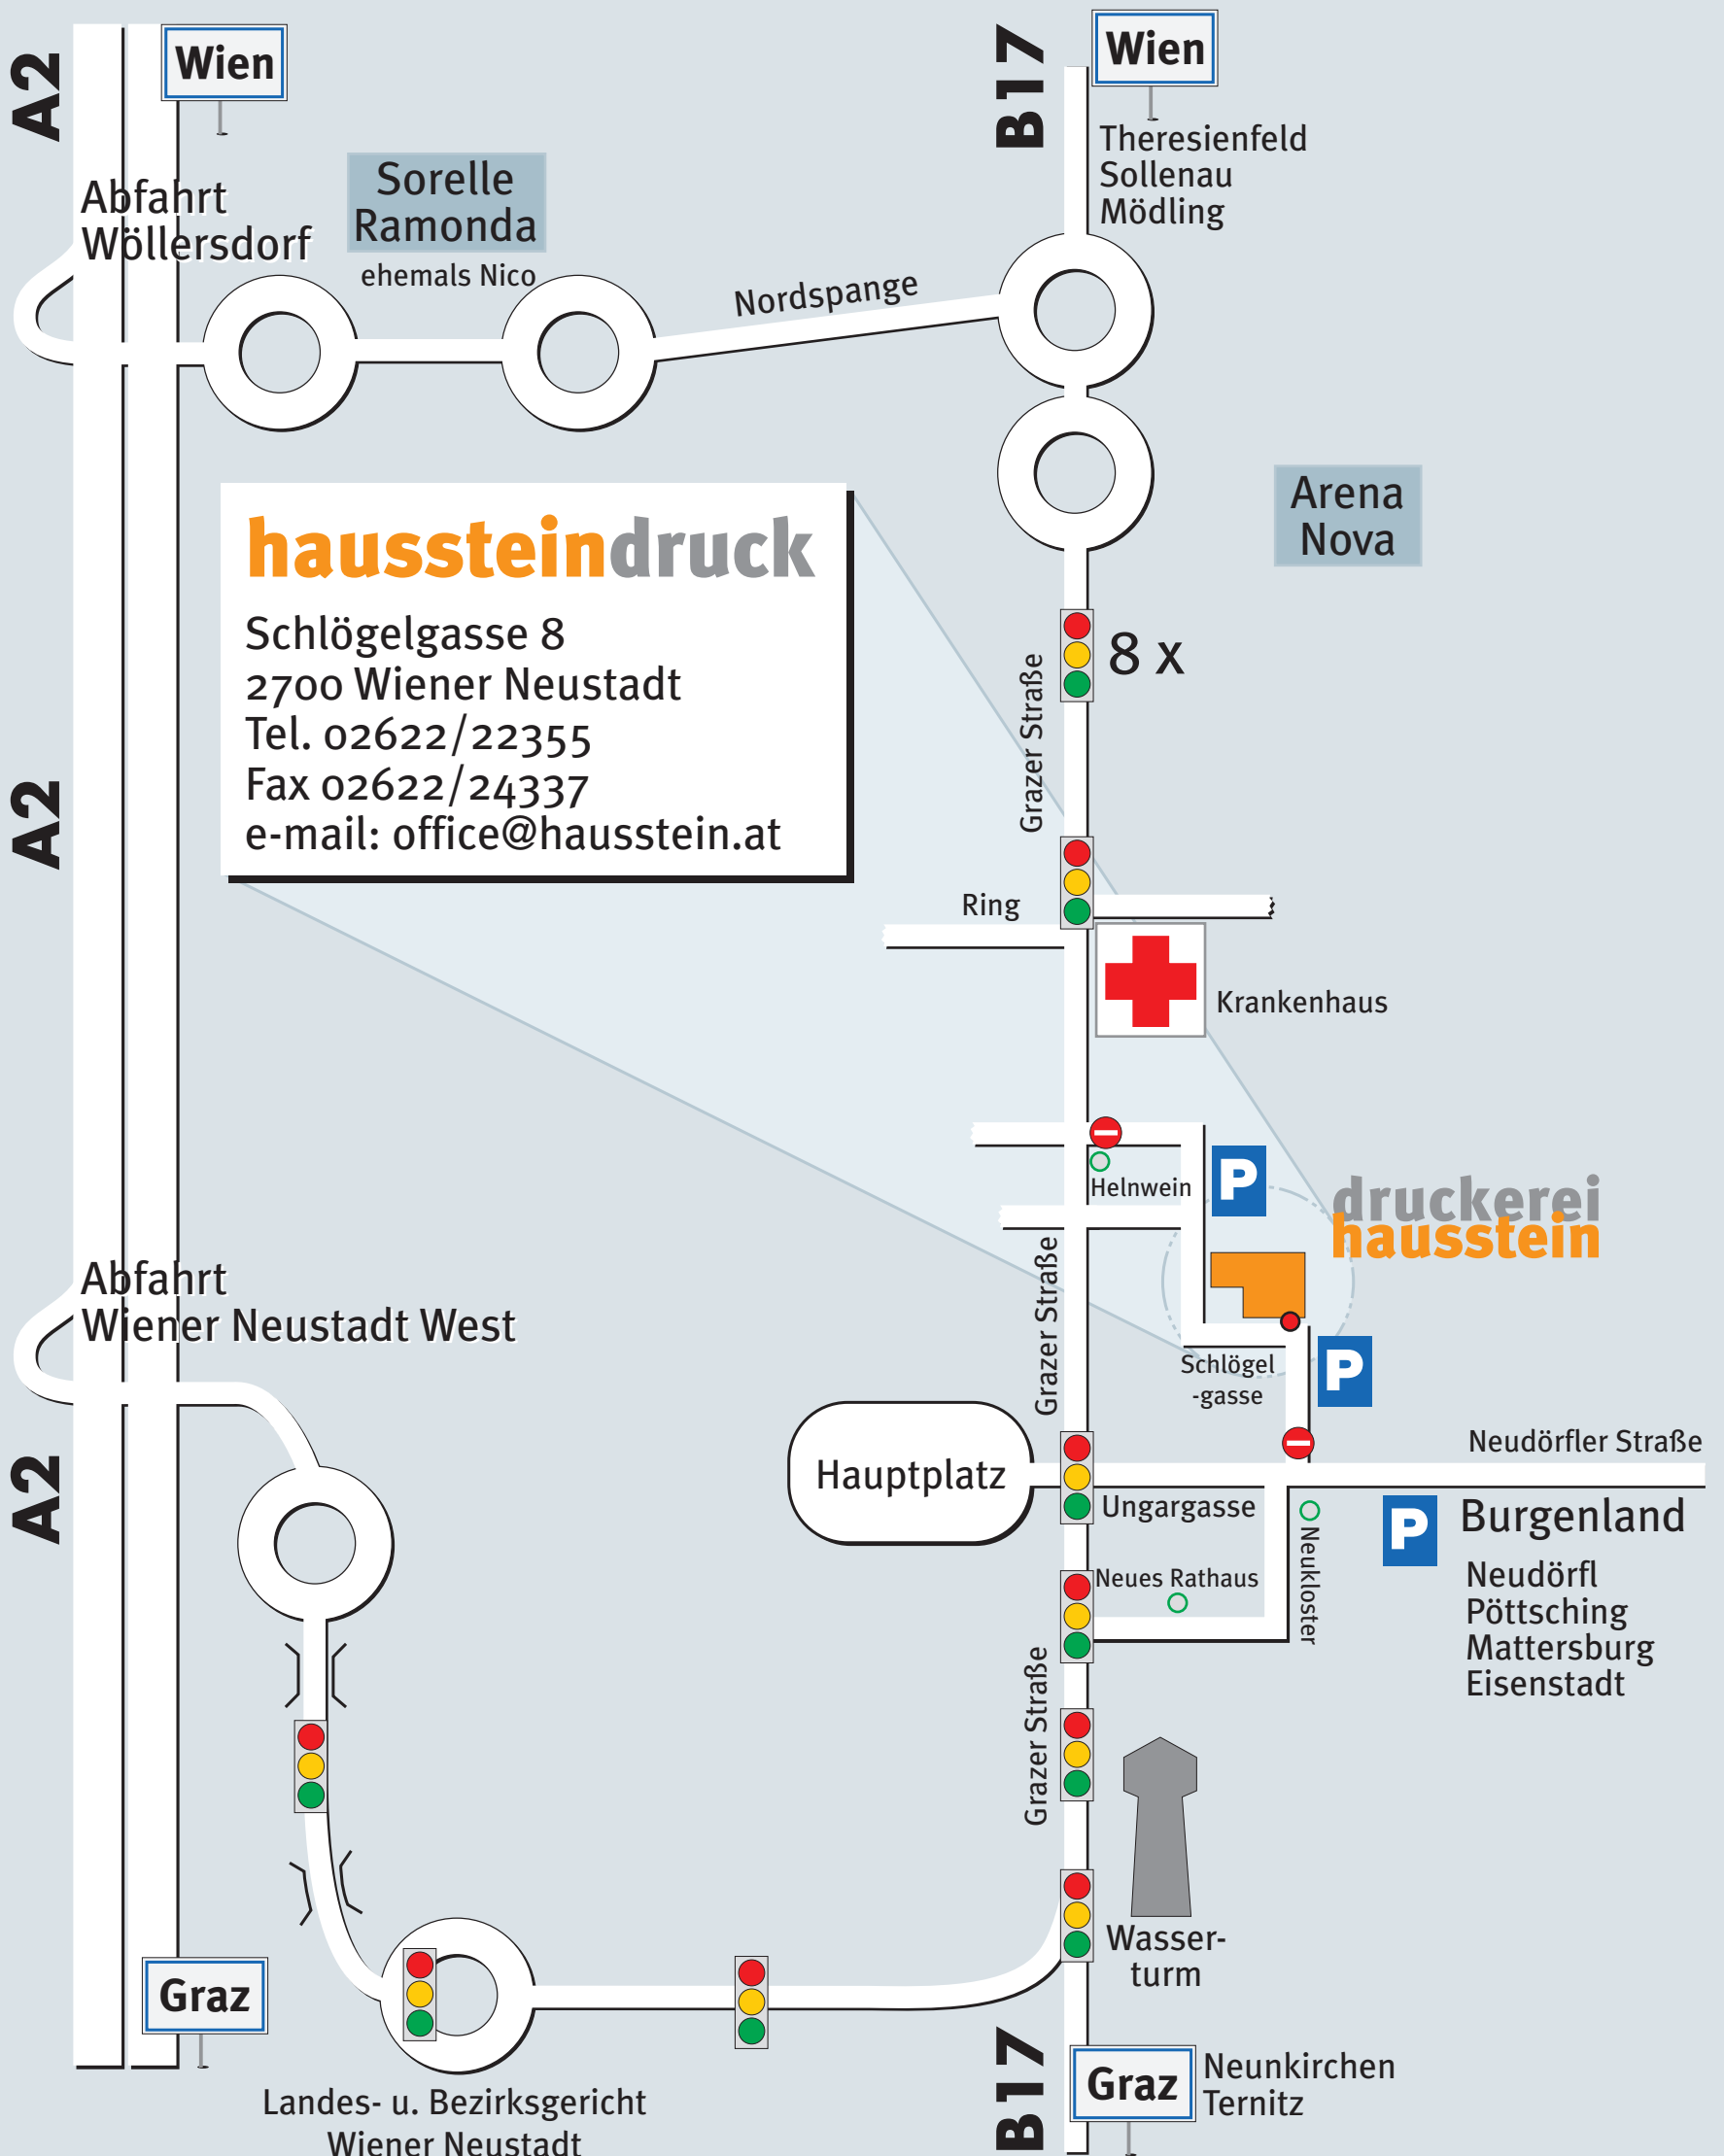 A2
Wien
B17
Wien
Theresienfeld
Sollenau
Mödling
Abfahrt
Wöllersdorf
Sorelle
Ramonda
ehemals Nico
Nordspange
Arena
Nova
haussteindruck
Schlögelgasse 8
2700 Wiener Neustadt
Tel. 02622/22355
Fax 02622/24337
e-mail: office@hausstein.at
8 x
Grazer Straße
A2
Ring
Krankenhaus
Helnwein
P
druckerei
hausstein
Grazer Straße
Abfahrt
Wiener Neustadt West
Schlögel
-gasse
P
Hauptplatz
Neudörfler Straße
A2
Ungargasse
P
Burgenland
Neudörfl
Pöttsching
Mattersburg
Eisenstadt
Neues Rathaus
Neukloster
Grazer Straße
Wasser-
turm
Graz
Landes- u. Bezirksgericht
Wiener Neustadt
B17
Graz
Neunkirchen
Ternitz